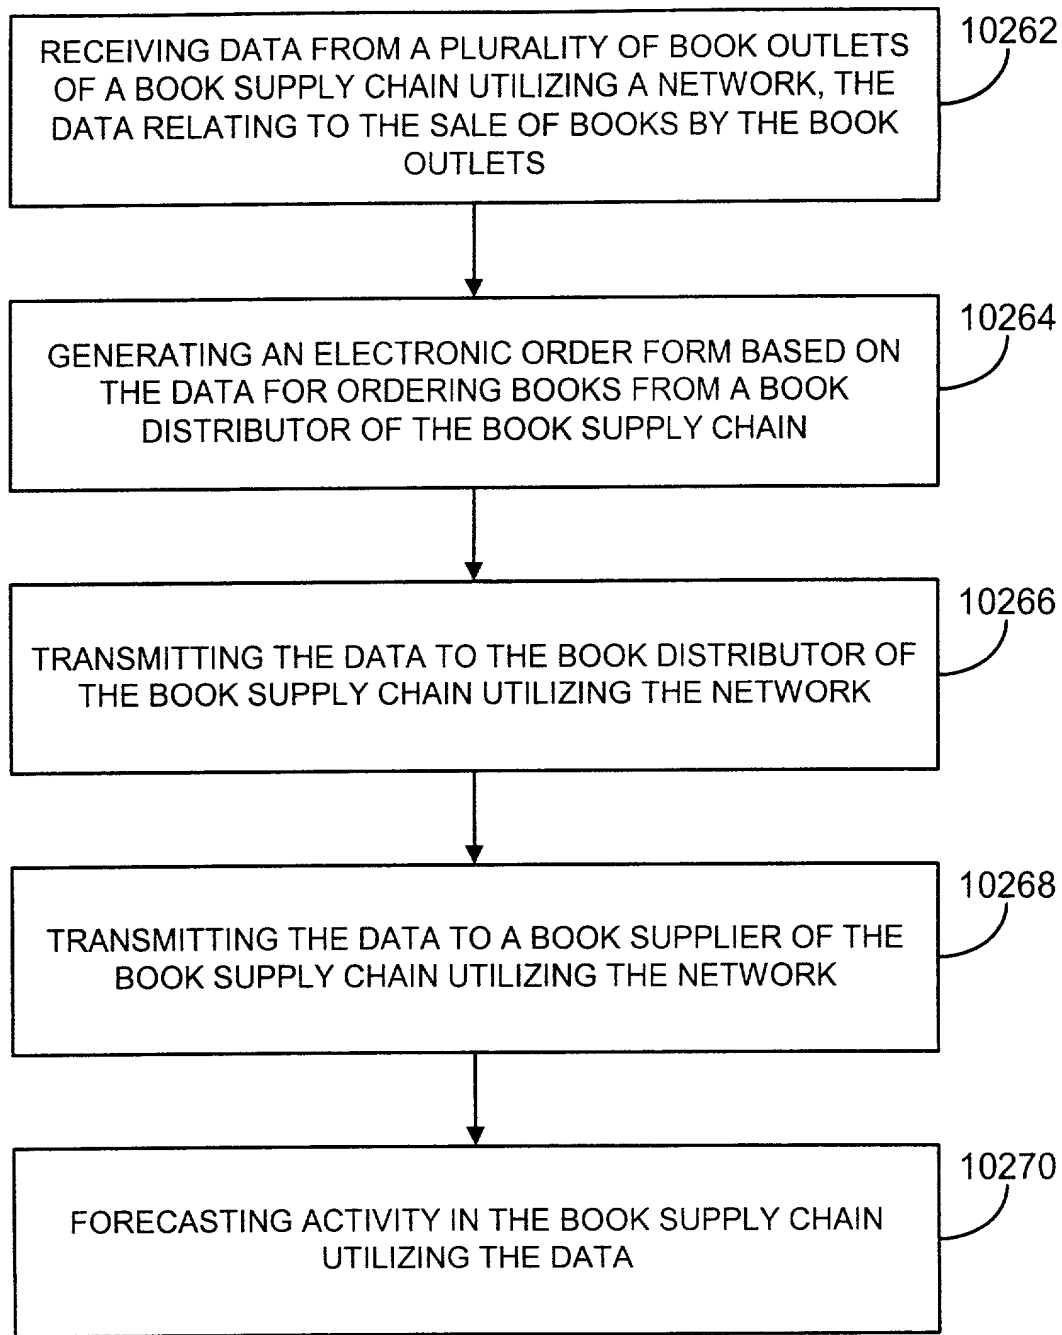 10262
RECEIVING DATA FROM A PLURALITY OF BOOK OUTLETS
OF A BOOK SUPPLY CHAIN UTILIZING A NETWORK, THE
DATA RELATING TO THE SALE OF BOOKS BY THE BOOK
OUTLETS
10264
GENERATING AN ELECTRONIC ORDER FORM BASED ON
THE DATA FOR ORDERING BOOKS FROM A BOOK
DISTRIBUTOR OF THE BOOK SUPPLY CHAIN
10266
TRANSMITTING THE DATA TO THE BOOK DISTRIBUTOR OF
THE BOOK SUPPLY CHAIN UTILIZING THE NETWORK
10268
TRANSMITTING THE DATA TO A BOOK SUPPLIER OF THE
BOOK SUPPLY CHAIN UTILIZING THE NETWORK
10270
FORECASTING ACTIVITY IN THE BOOK SUPPLY CHAIN
UTILIZING THE DATA